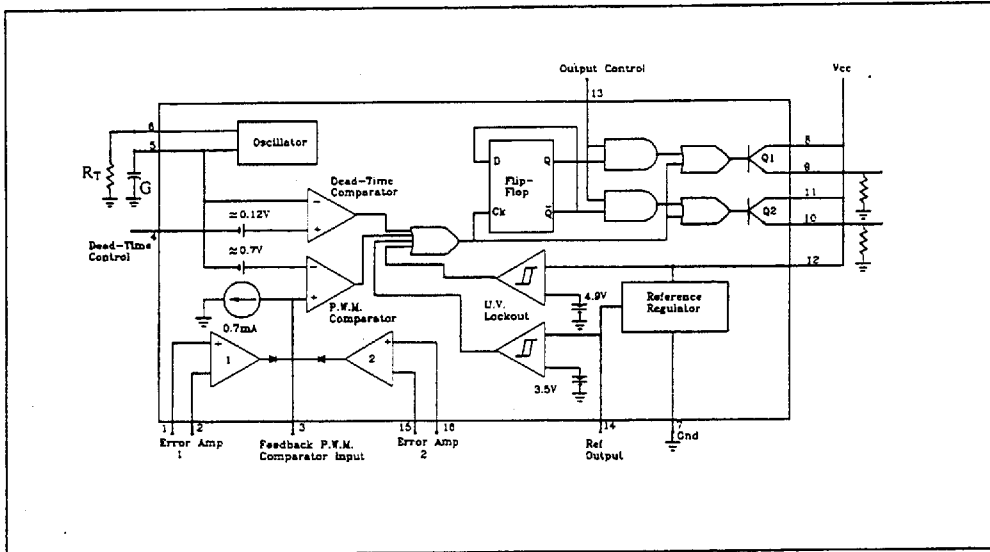 Output Control
Vcc
13
6
Oscillator
5
RT
G
Dead-Time
Comparator
≈0.12V
4
Dead-Time
Control
≈0.7V
0.7mA
P.W.M.
Comparator
D
Q
Flip-
Flop
Ck
Q̅
Q1
8
9
Q2
11
10
12
U.V.
Lockout
4.9V
Reference
Regulator
3.5V
1
2
1
2
Error Amp
1
3
Feedback P.W.M.
Comparator Input
15
16
Error Amp
2
14
Ref
Output
7
Gnd